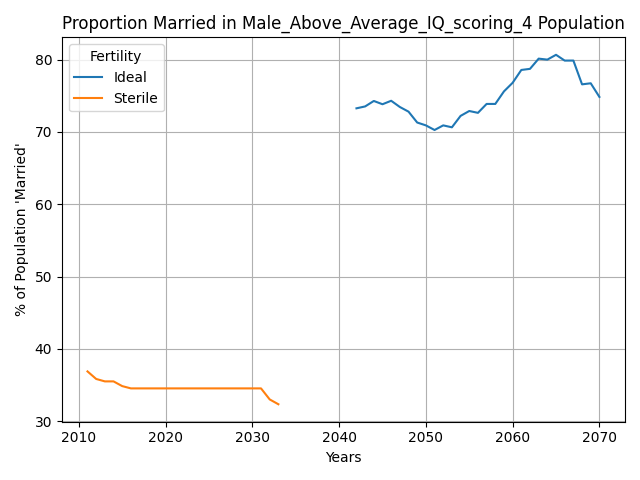 Proportion Married in Male_Above_Average_IQ_scoring_4 Population
Fertility
Ideal
Sterile
% of Population 'Married'
80
70
60
50
40
30
2010 2020 2030 2040 2050 2060 2070
Years